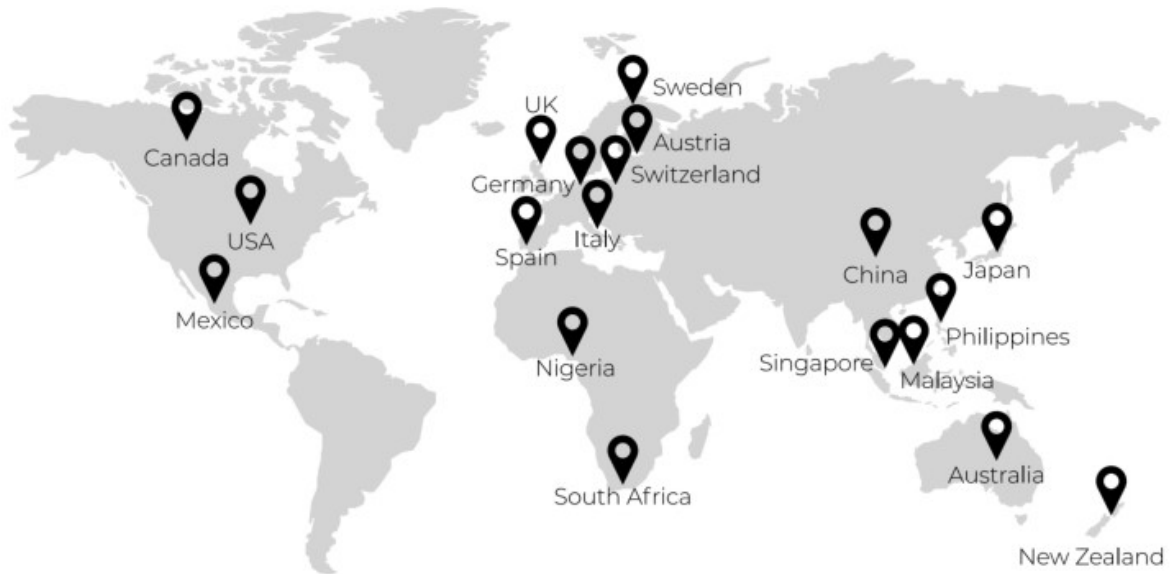 Sweden
UK
Austria
Canada
Germany
Switzerland
USA
Italy
Spain
China
Japan
Mexico
Philippines
Nigeria
Singapore
Malaysia
Australia
South Africa
New Zealand